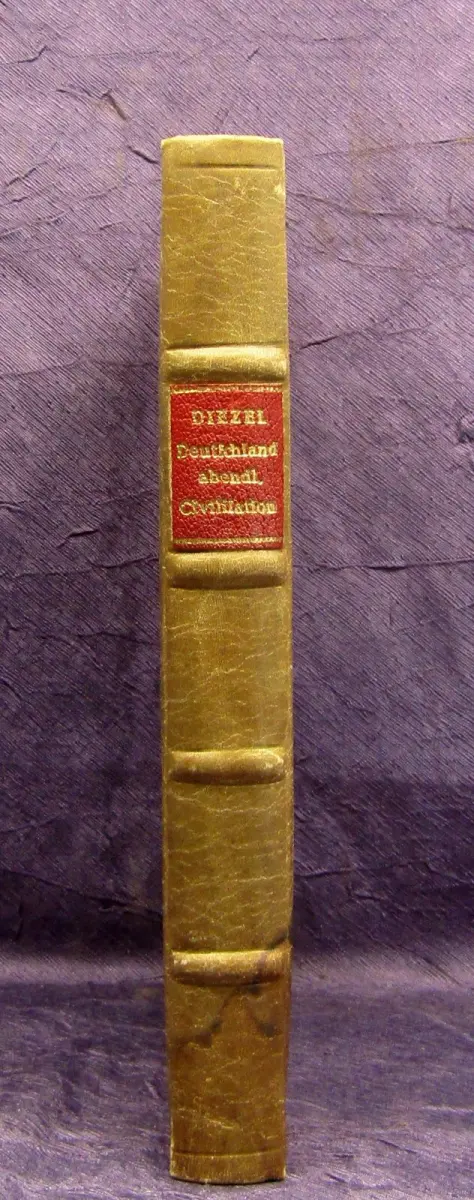 DIEZEL
Deutſchland
abendl.
Civiliſation